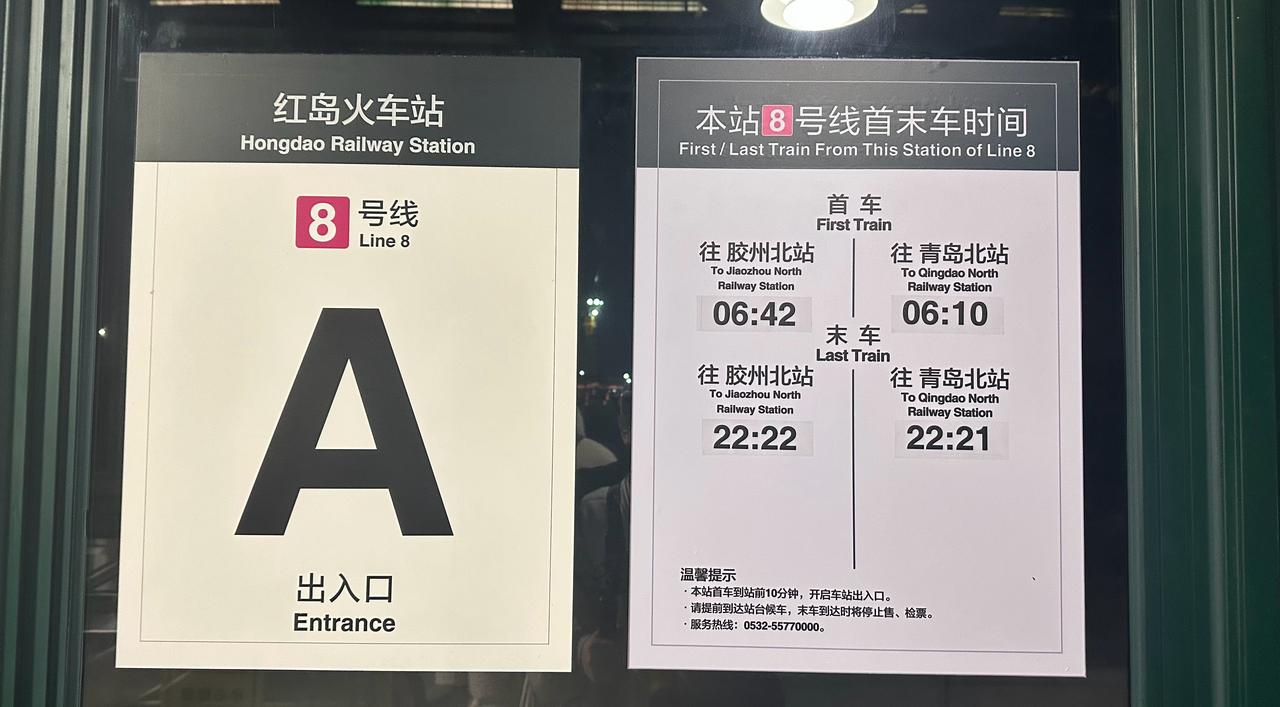 红岛火车站
Hongdao Railway Station
8 号线
Line 8
A
出入口
Entrance
本站8号线首末车时间
First / Last Train From This Station of Line 8
首 车
First Train
往 胶州北站
To Jiaozhou North
Railway Station
06:42
往 青岛北站
To Qingdao North
Railway Station
06:10
末 车
Last Train
往 胶州北站
To Jiaozhou North
Railway Station
22:22
往 青岛北站
To Qingdao North
Railway Station
22:21
温馨提示
· 本站首车到站前10分钟，开启车站出入口。
· 请提前到达站台候车，末车到达时将停止售、检票。
· 服务热线：0532-55770000。